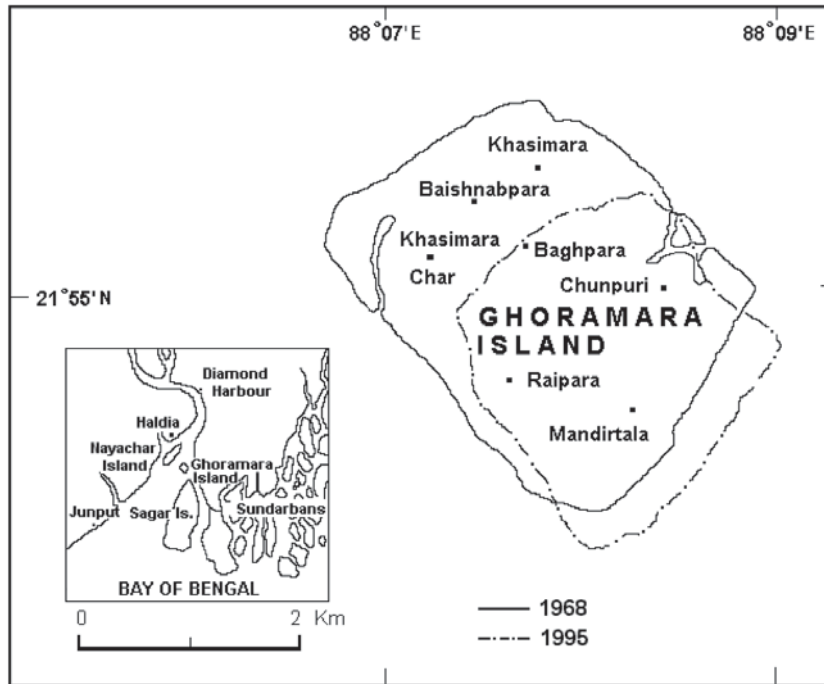 88°07'E
88°09'E
Khasimara
Baishnabpara
Khasimara
Char
Baghpara
Chunpuri
21°55'N
GHORAMARA
ISLAND
Raipara
Mandirtala
Diamond
Harbour
Haldia
Nayachar
Island
Ghoramara
Island
Junput
Sagar Is.
Sundarbans
BAY OF BENGAL
0 2 Km
1968
1995